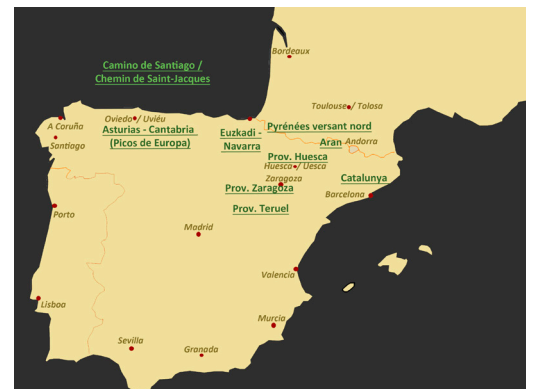 Bordeaux
Camino de Santiago /
Chemin de Saint-Jacques
Toulouse / Tolosa
A Coruña
Oviedo / Uviéu
Asturias - Cantabria
(Picos de Europa)
Santiago
Euzkadi -
Navarra
Pyrénées versant nord
Aran
Andorra
Prov. Huesca
Huesca / Uesca
Zaragoza
Catalunya
Prov. Zaragoza
Barcelona
Prov. Teruel
Porto
Madrid
Valencia
Lisboa
Murcia
Sevilla
Granada